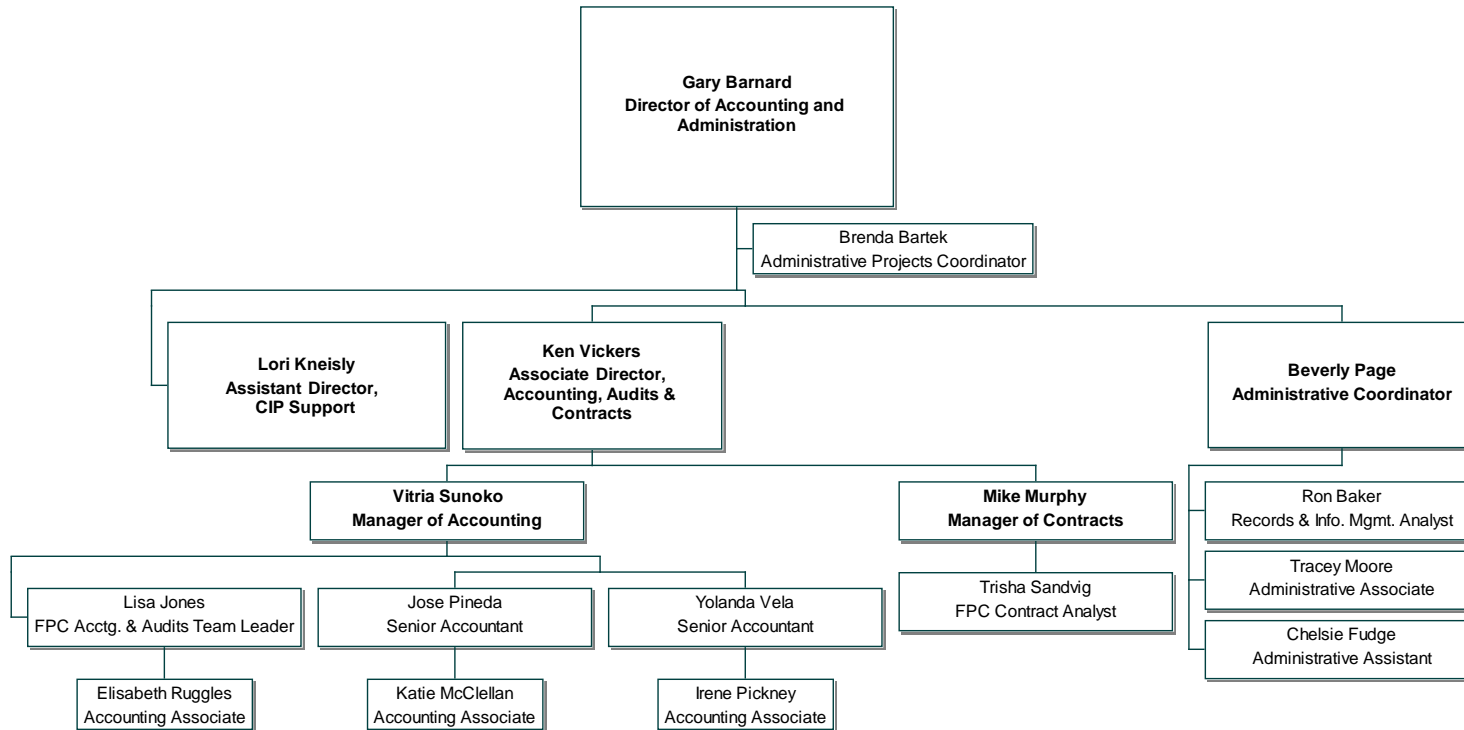 Gary Barnard
Director of Accounting and
Administration
Brenda Bartek
Administrative Projects Coordinator
Lori Kneisly
Assistant Director,
CIP Support
Ken Vickers
Associate Director,
Accounting, Audits &
Contracts
Beverly Page
Administrative Coordinator
Vitria Sunoko
Manager of Accounting
Mike Murphy
Manager of Contracts
Ron Baker
Records & Info. Mgmt. Analyst
Tracey Moore
Administrative Associate
Chelsie Fudge
Administrative Assistant
Lisa Jones
FPC Acctg. & Audits Team Leader
Jose Pineda
Senior Accountant
Yolanda Vela
Senior Accountant
Trisha Sandvig
FPC Contract Analyst
Elisabeth Ruggles
Accounting Associate
Katie McClellan
Accounting Associate
Irene Pickney
Accounting Associate